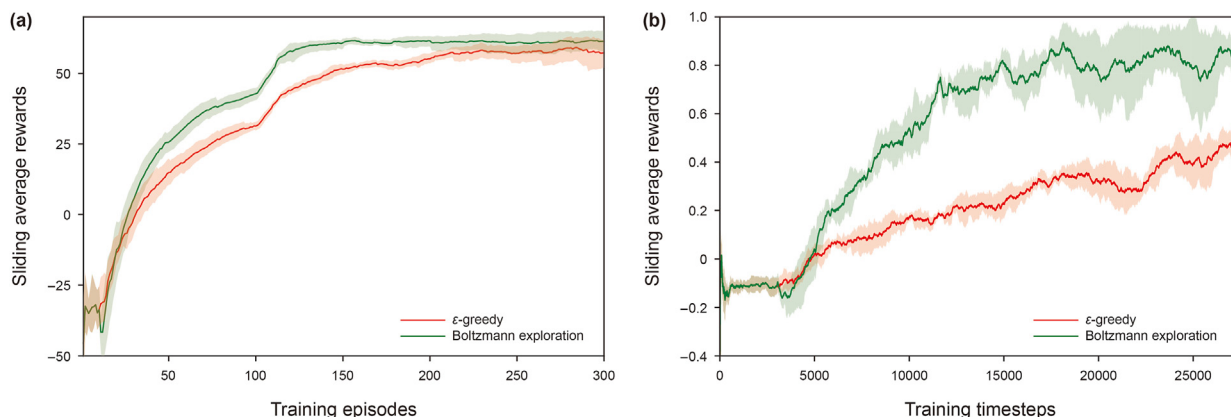 (a)
Sliding average rewards
50
25
0
−25
−50
50
100
150
200
250
300
Training episodes
ε-greedy
Boltzmann exploration
(b)
Sliding average rewards
1.0
0.8
0.6
0.4
0.2
0
−0.2
−0.4
0
5000
10000
15000
20000
25000
Training timesteps
ε-greedy
Boltzmann exploration